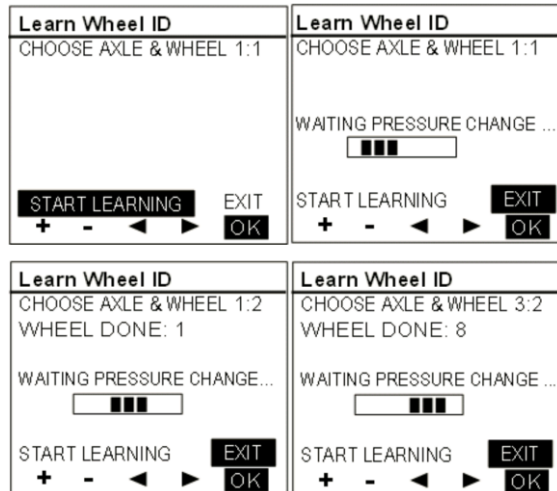 Learn Wheel ID
CHOOSE AXLE & WHEEL 1:1
START LEARNING EXIT
+ - ◄ ► OK
Learn Wheel ID
CHOOSE AXLE & WHEEL 1:1
WAITING PRESSURE CHANGE ...
START LEARNING EXIT
+ - ◄ ► OK
Learn Wheel ID
CHOOSE AXLE & WHEEL 1:2
WHEEL DONE: 1
WAITING PRESSURE CHANGE...
START LEARNING EXIT
+ - ◄ ► OK
Learn Wheel ID
CHOOSE AXLE & WHEEL 3:2
WHEEL DONE: 8
WAITING PRESSURE CHANGE ...
START LEARNING EXIT
+ - ◄ ► OK